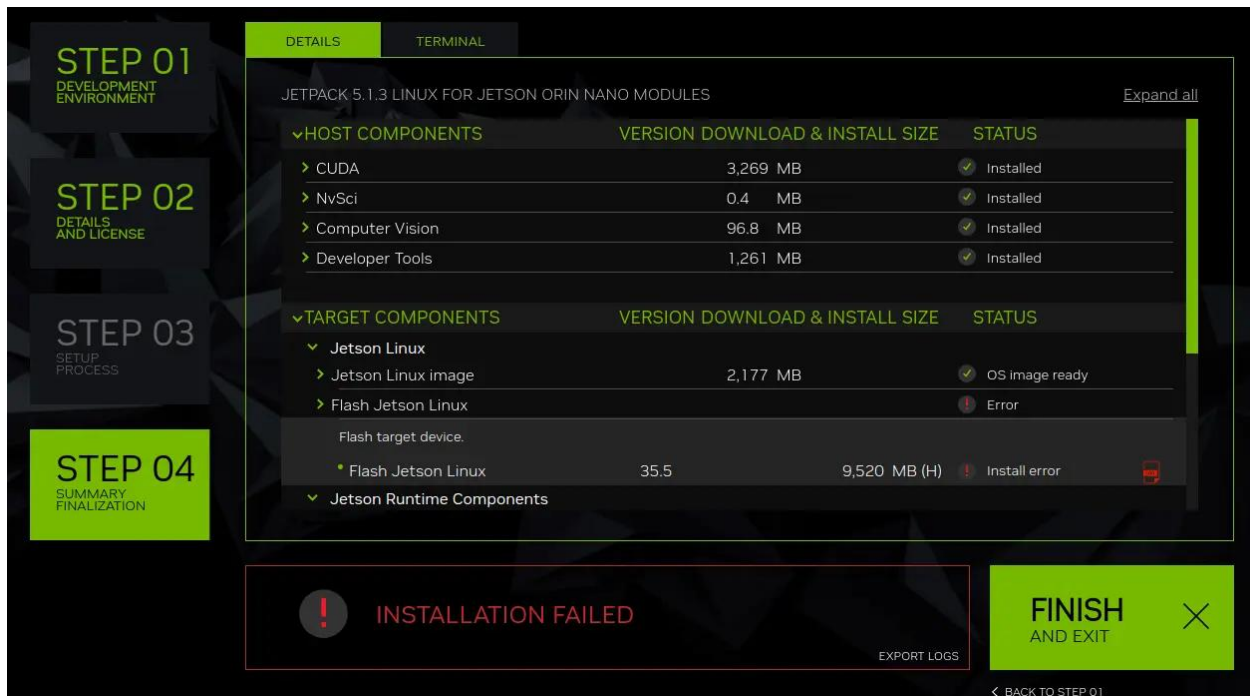 STEP 01
DEVELOPMENT
ENVIRONMENT
STEP 02
DETAILS
AND LICENSE
STEP 03
SETUP
PROCESS
STEP 04
SUMMARY
FINALIZATION
DETAILS TERMINAL
JETPACK 5.1.3 LINUX FOR JETSON ORIN NANO MODULES Expand all
HOST COMPONENTS VERSION DOWNLOAD & INSTALL SIZE STATUS
CUDA 3,269 MB Installed
NvSci 0.4 MB Installed
Computer Vision 96.8 MB Installed
Developer Tools 1,261 MB Installed
TARGET COMPONENTS VERSION DOWNLOAD & INSTALL SIZE STATUS
Jetson Linux
Jetson Linux image 2,177 MB OS image ready
Flash Jetson Linux Error
Flash target device.
Flash Jetson Linux 35.5 9,520 MB (H) Install error
Jetson Runtime Components
INSTALLATION FAILED
EXPORT LOGS
FINISH
AND EXIT
BACK TO STEP 01